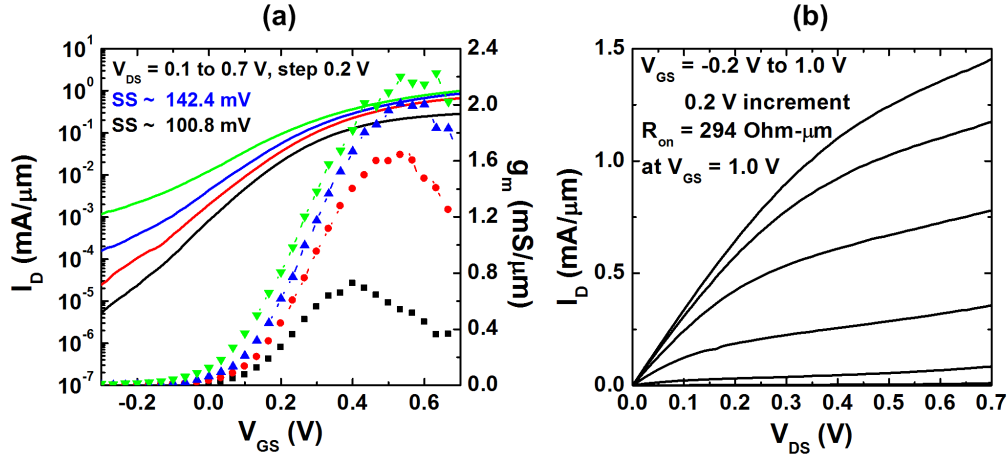 (a)
V_DS = 0.1 to 0.7 V, step 0.2 V
SS ~ 142.4 mV
SS ~ 100.8 mV
10^1
10^0
10^-1
10^-2
10^-3
10^-4
10^-5
10^-6
10^-7
I_D (mA/μm)
2.4
2.0
1.6
1.2
0.8
0.4
0.0
g_m (mS/μm)
-0.2 0.0 0.2 0.4 0.6
V_GS (V)
(b)
V_GS = -0.2 V to 1.0 V
0.2 V increment
R_on = 294 Ohm-μm
at V_GS = 1.0 V
1.5
1.0
0.5
0.0
I_D (mA/μm)
0.0 0.1 0.2 0.3 0.4 0.5 0.6 0.7
V_DS (V)